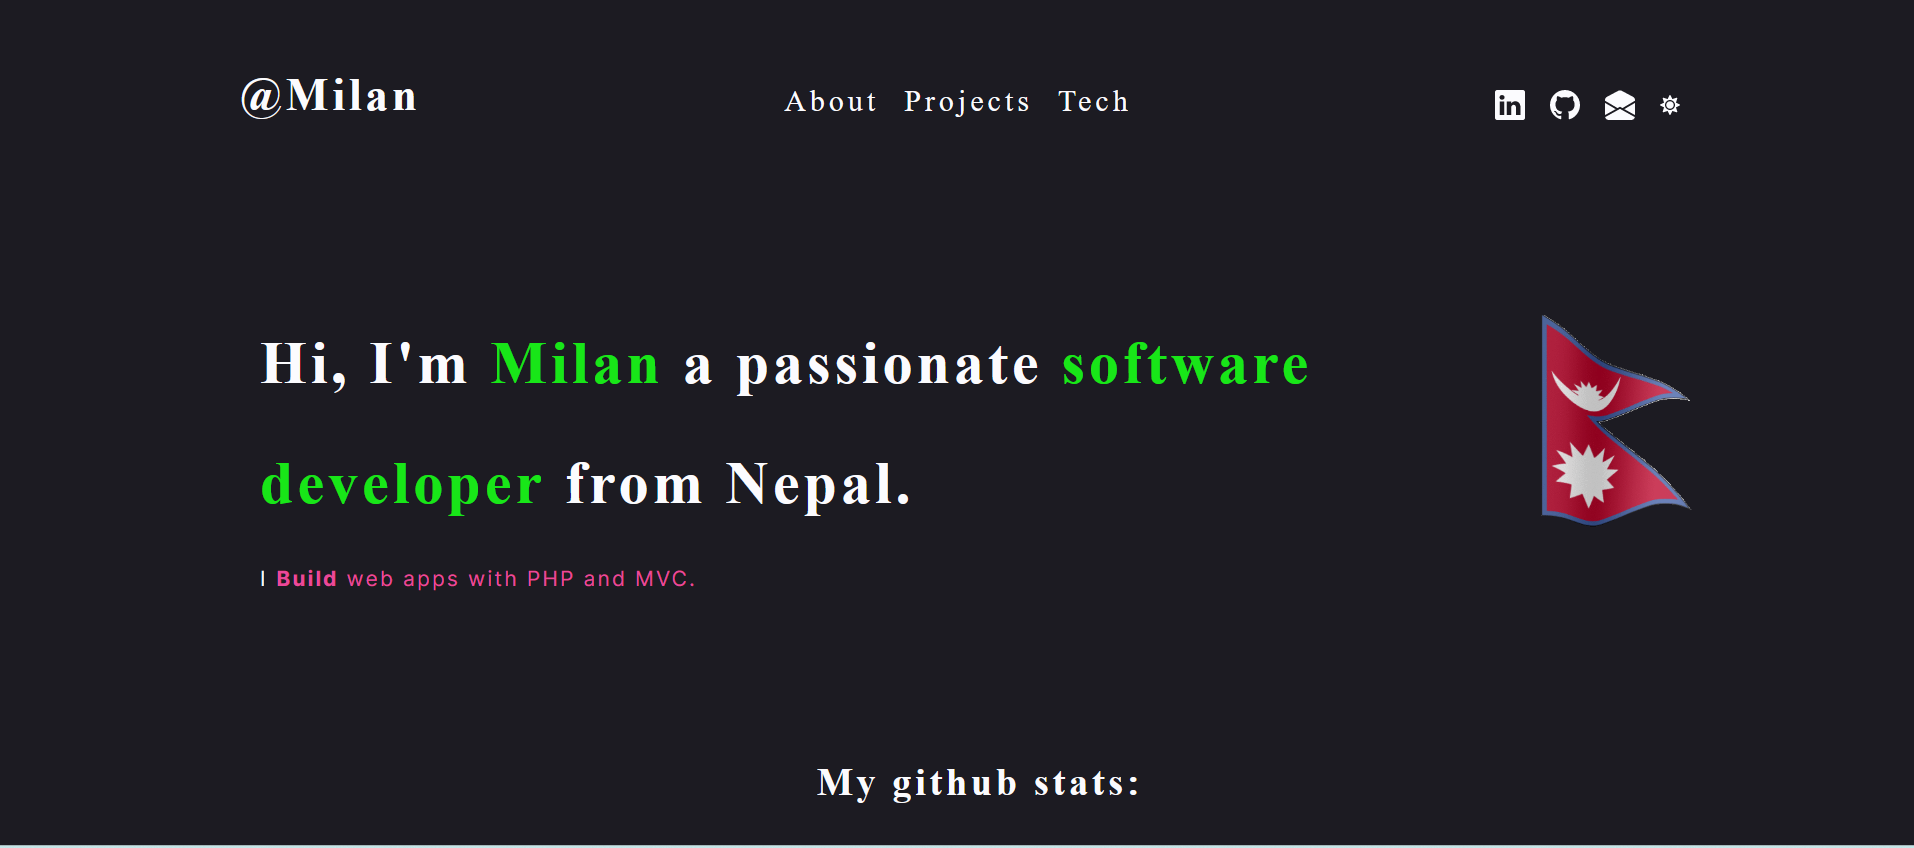 @Milan
About Projects Tech
Hi, I'm Milan a passionate software
developer from Nepal.
I Build web apps with PHP and MVC.
My github stats: